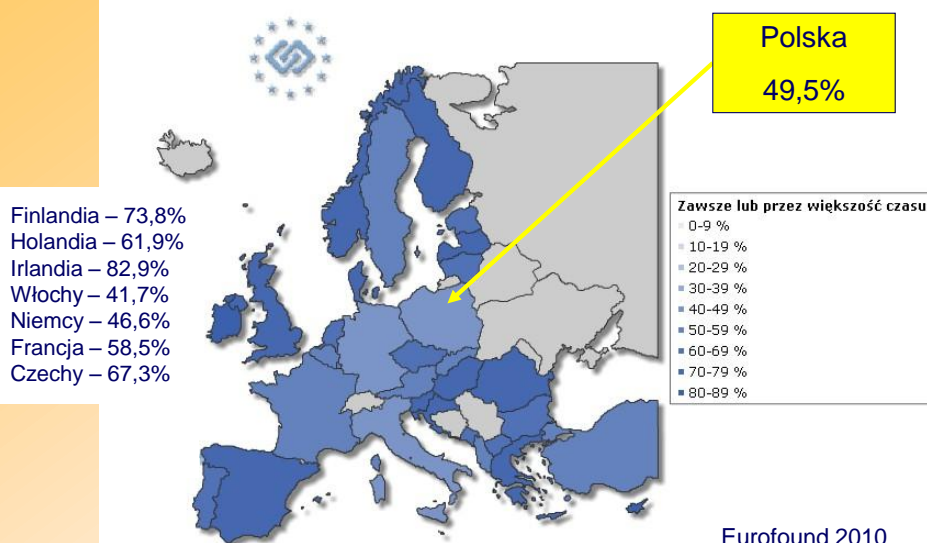 Polska
49,5%
Finlandia – 73,8%
Holandia – 61,9%
Irlandia – 82,9%
Włochy – 41,7%
Niemcy – 46,6%
Francja – 58,5%
Czechy – 67,3%
Zawsze lub przez większość czasu
0-9 %
10-19 %
20-29 %
30-39 %
40-49 %
50-59 %
60-69 %
70-79 %
80-89 %
Eurofound 2010